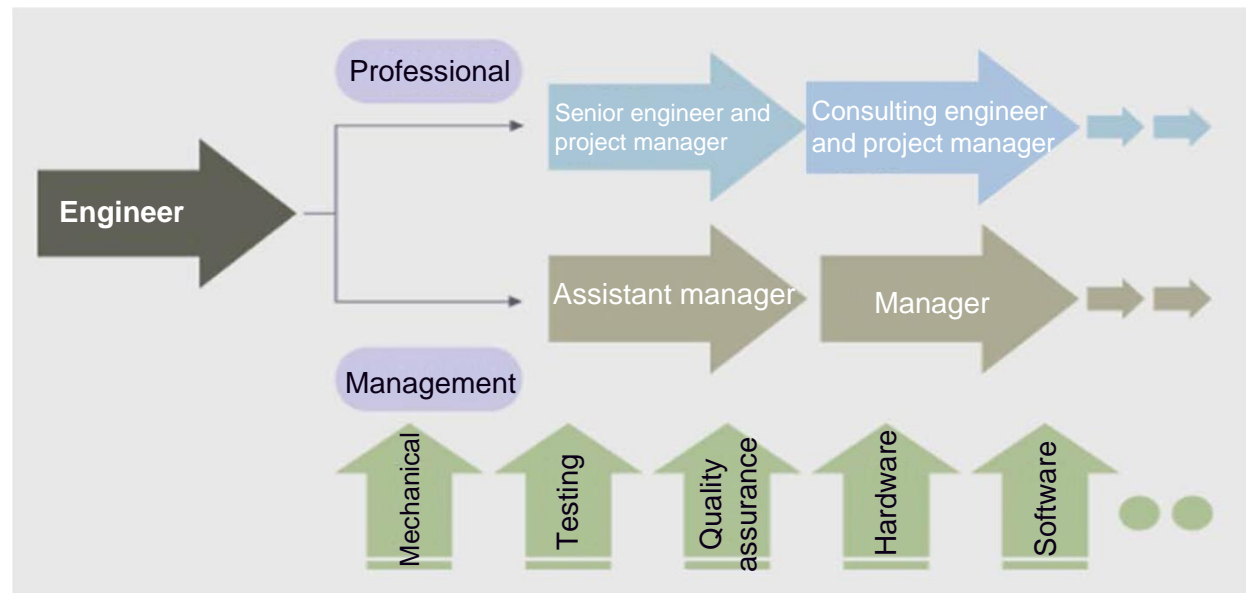 Professional
Senior engineer and
project manager
Consulting engineer
and project manager
Engineer
Assistant manager
Manager
Management
Mechanical
Testing
Quality
assurance
Hardware
Software